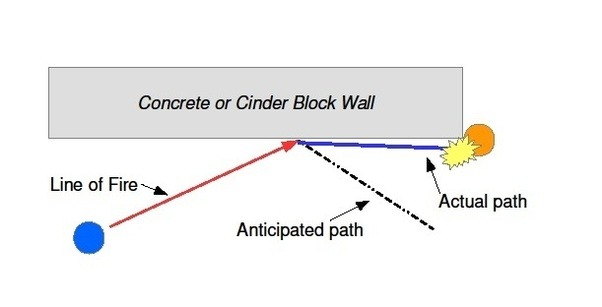 Concrete or Cinder Block Wall
Line of Fire
Actual path
Anticipated path